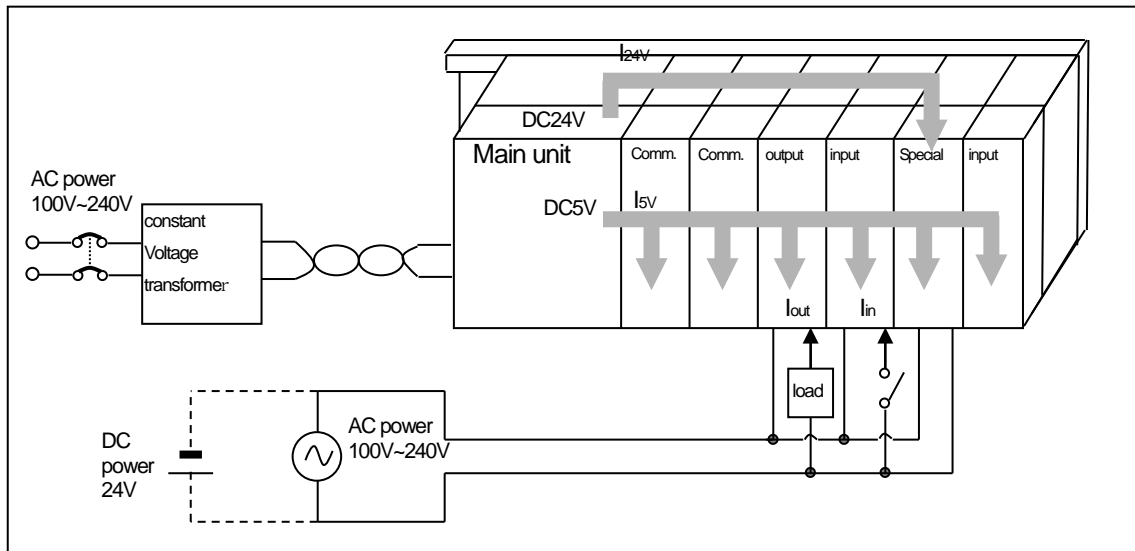 I24V
DC24V
Main unit
Comm.
Comm.
output
input
Special
input
AC power
100V~240V
DC5V
I5V
constant
Voltage
transformer
Iout
Iin
load
AC power
100V~240V
DC
power
24V